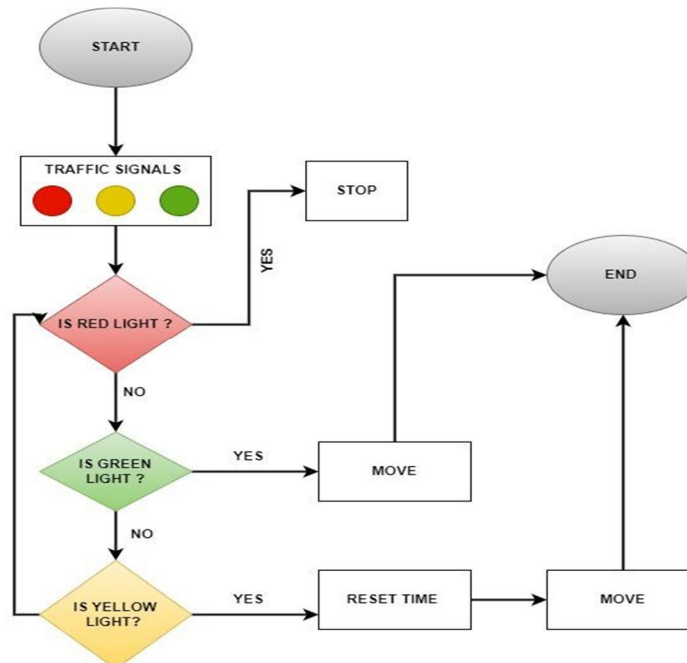 START
TRAFFIC SIGNALS
STOP
YES
END
IS RED LIGHT ?
NO
IS GREEN
LIGHT ?
YES
MOVE
NO
IS YELLOW
LIGHT?
YES
RESET TIME
MOVE